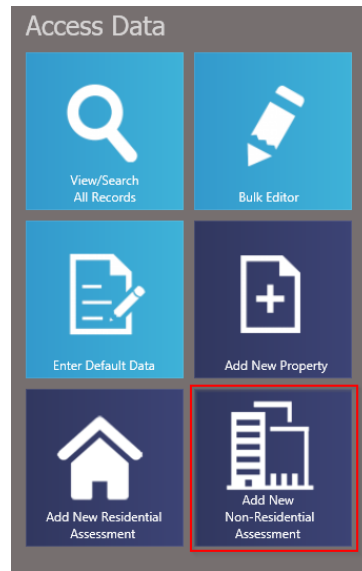 Access Data
View/Search
All Records
Bulk Editor
Enter Default Data
Add New Property
Add New Residential
Assessment
Add New
Non-Residential
Assessment